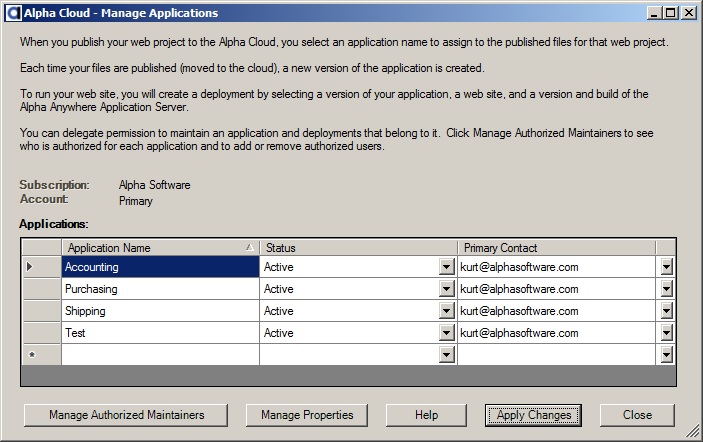 Alpha Cloud - Manage Applications
When you publish your web project to the Alpha Cloud, you select an application name to assign to the published files for that web project.
Each time your files are published (moved to the cloud), a new version of the application is created.
To run your web site, you will create a deployment by selecting a version of your application, a web site, and a version and build of the
Alpha Anywhere Application Server.
You can delegate permission to maintain an application and deployments that belong to it. Click Manage Authorized Maintainers to see
who is authorized for each application and to add or remove authorized users.
Subscription: Alpha Software
Account: Primary
Applications:
Application Name Status Primary Contact
Accounting Active kurt@alphasoftware.com
Purchasing Active kurt@alphasoftware.com
Shipping Active kurt@alphasoftware.com
Test Active kurt@alphasoftware.com
Manage Authorized Maintainers Manage Properties Help Apply Changes Close